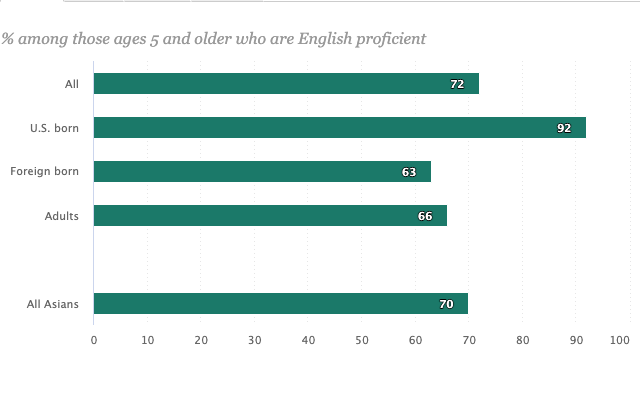 % among those ages 5 and older who are English proficient
All 72
U.S. born 92
Foreign born 63
Adults 66
All Asians 70
0 10 20 30 40 50 60 70 80 90 100